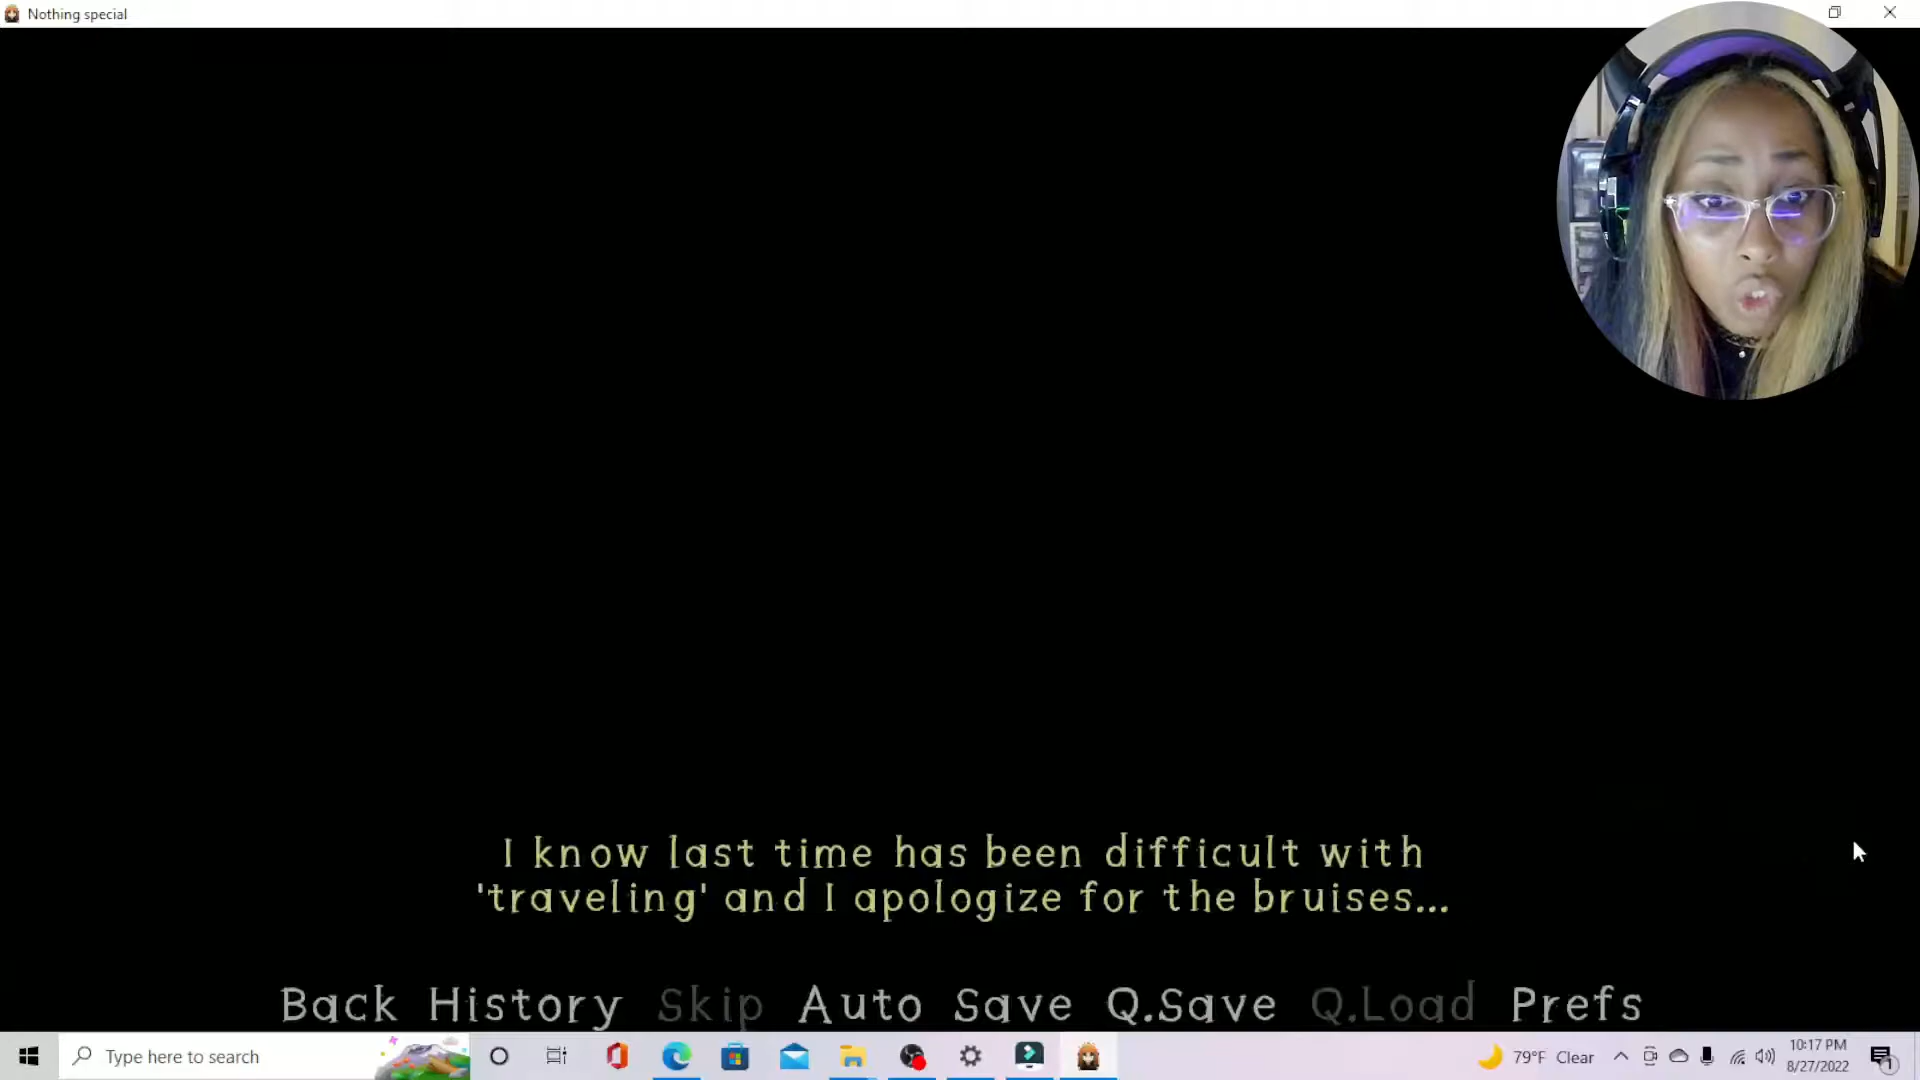 Nothing special
I know last time has been difficult with
'traveling' and I apologize for the bruises...
Back History Skip Auto Save Q.Save Q.Load Prefs
Type here to search
79°F Clear
10:17 PM
8/27/2022
1